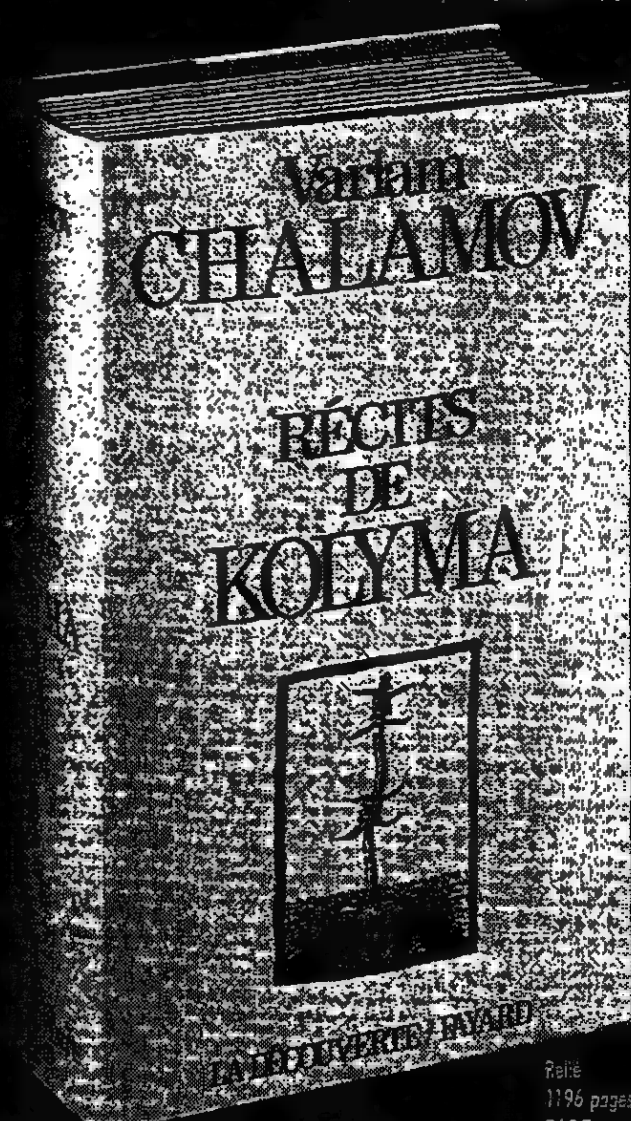 Varlam
CHALAMOV
RÉCITS
DE
KOLYMA
LA DÉCOUVERTE / FAYARD
Relié
1196 pages